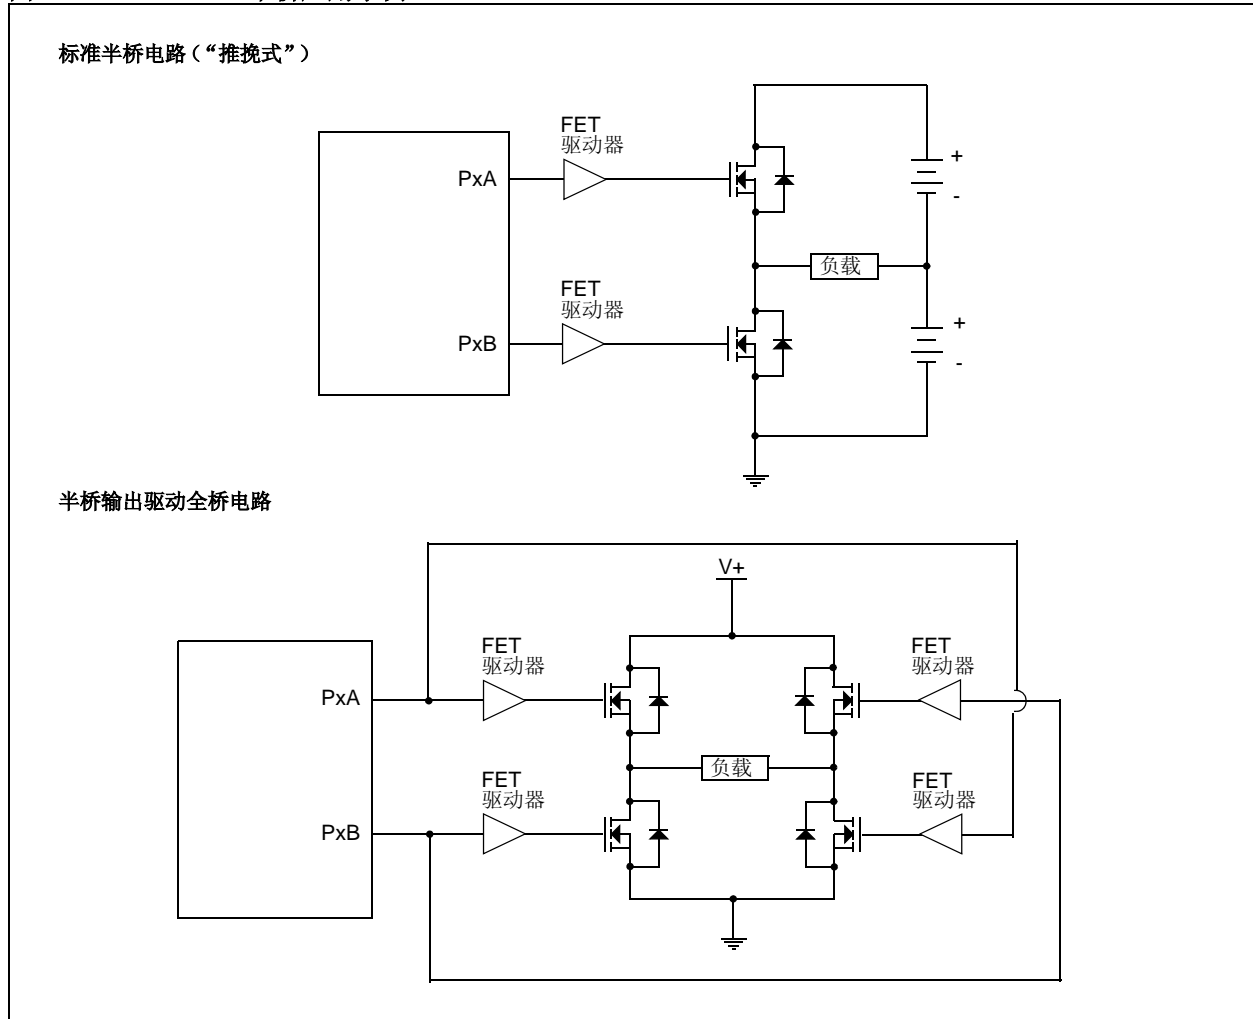 标准半桥电路（“推挽式”）
FET
驱动器
PxA
+
-
负载
FET
驱动器
PxB
+
-
半桥输出驱动全桥电路
V+
FET
驱动器
FET
驱动器
PxA
负载
FET
驱动器
FET
驱动器
PxB